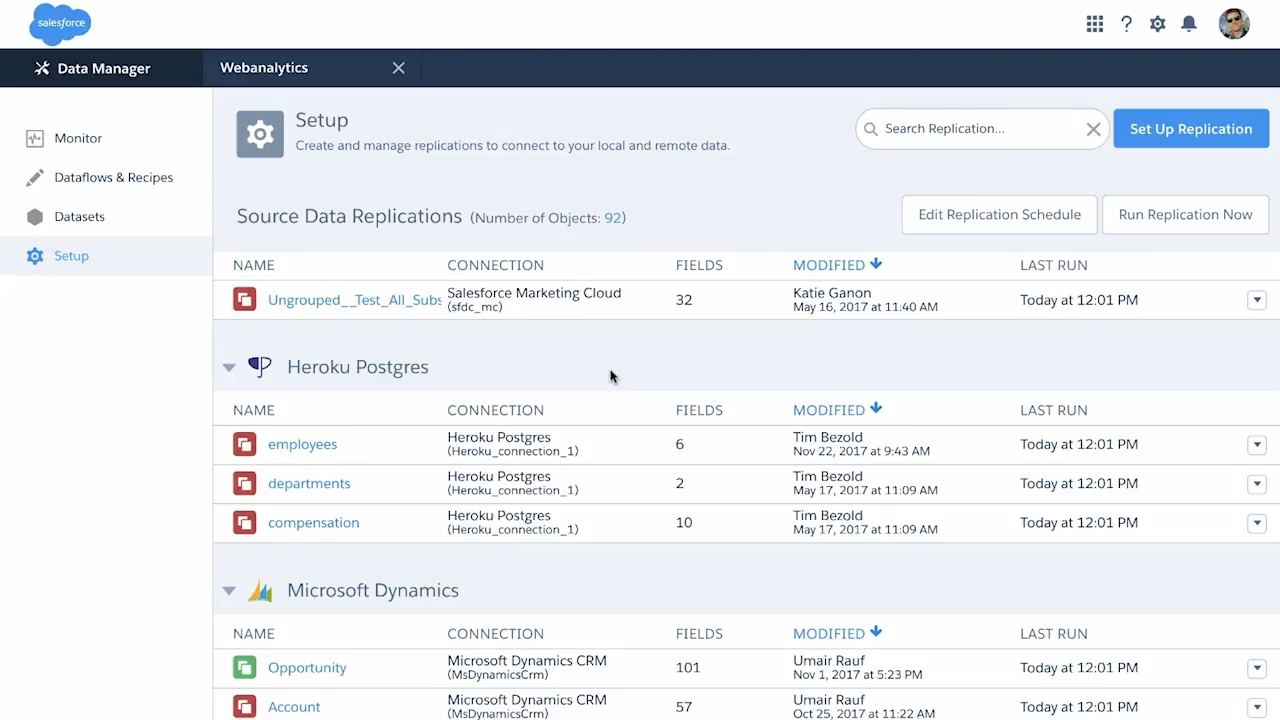 salesforce
Data Manager
Webanalytics
Monitor
Dataflows & Recipes
Datasets
Setup
Setup
Create and manage replications to connect to your local and remote data.
Search Replication...
Set Up Replication
Source Data Replications (Number of Objects: 92)
Edit Replication Schedule
Run Replication Now
NAME CONNECTION FIELDS MODIFIED LAST RUN
Ungrouped__Test_All_Subs Salesforce Marketing Cloud 32 Katie Ganon Today at 12:01 PM
(sfdc_mc) May 16, 2017 at 11:40 AM
Heroku Postgres
NAME CONNECTION FIELDS MODIFIED LAST RUN
employees Heroku Postgres 6 Tim Bezold Today at 12:01 PM
(Heroku_connection_1) Nov 22, 2017 at 9:43 AM
departments Heroku Postgres 2 Tim Bezold Today at 12:01 PM
(Heroku_connection_1) May 17, 2017 at 11:09 AM
compensation Heroku Postgres 10 Tim Bezold Today at 12:01 PM
(Heroku_connection_1) May 17, 2017 at 11:09 AM
Microsoft Dynamics
NAME CONNECTION FIELDS MODIFIED LAST RUN
Opportunity Microsoft Dynamics CRM 101 Umair Rauf Today at 12:01 PM
(MsDynamicsCrm) Nov 1, 2017 at 5:23 PM
Account Microsoft Dynamics CRM 57 Umair Rauf Today at 12:01 PM
(MsDynamicsCrm) Oct 25, 2017 at 11:22 AM